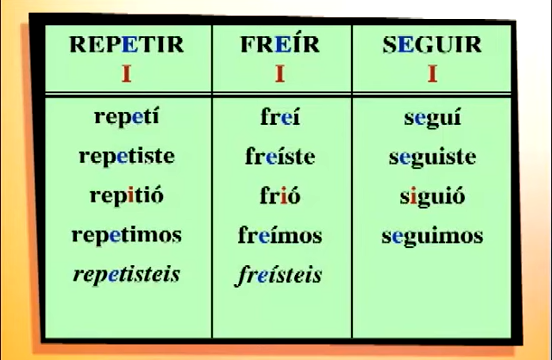 REPETIR FREÍR SEGUIR
I I I
repetí freí seguí
repetiste freíste seguiste
repitió frió siguió
repetimos freímos seguimos
repetisteis freísteis